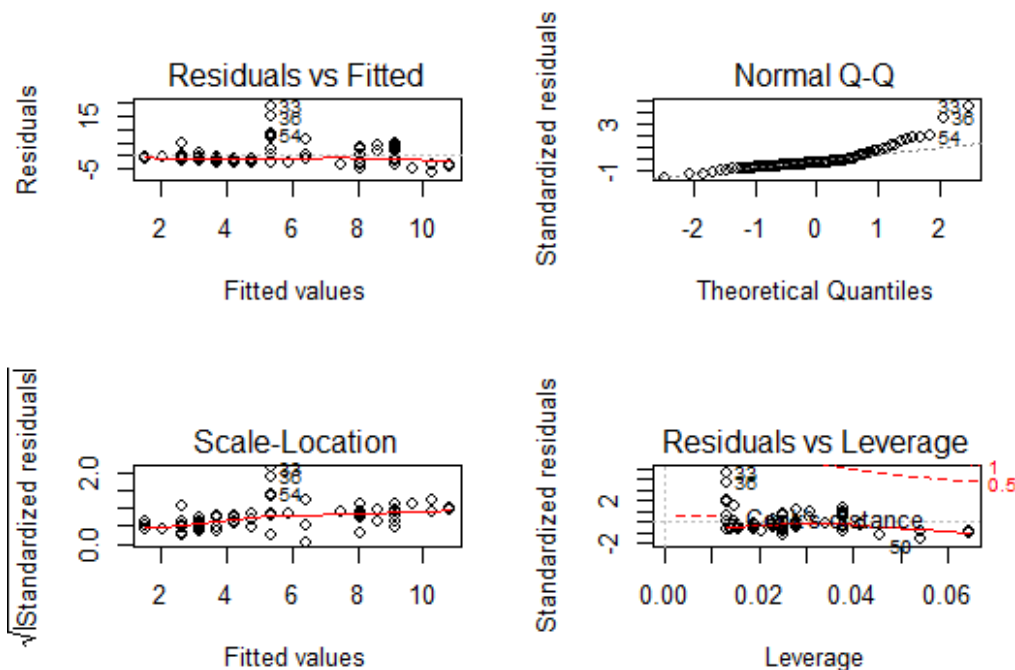 Residuals vs Fitted
Residuals
15
-5
33
36
54
2 4 6 8 10
Fitted values
Normal Q-Q
Standardized residuals
3
-1
33
36
54
-2 -1 0 1 2
Theoretical Quantiles
Scale-Location
√|Standardized residuals|
2.0
0.0
33
36
54
2 4 6 8 10
Fitted values
Residuals vs Leverage
Standardized residuals
2
-2
33
36
50
1
0.5
Cook's distance
0.00 0.02 0.04 0.06
Leverage